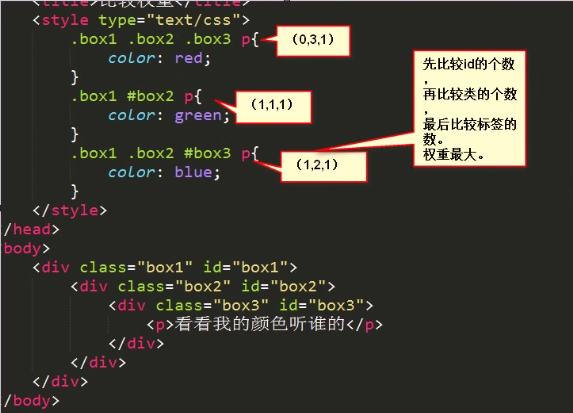 <title>比较权重</title>
<style type="text/css">
.box1 .box2 .box3 p{
（0,3,1）
color: red;
}
.box1 #box2 p{
（1,1,1）
color: green;
}
.box1 .box2 #box3 p{
（1,2,1）
color: blue;
}
先比较id的个数
，
再比较类的个数
，
最后比较标签的
数。
权重最大。
</style>
/head>
body>
<div class="box1" id="box1">
<div class="box2" id="box2">
<div class="box3" id="box3">
<p>看看我的颜色听谁的</p>
</div>
</div>
</div>
/body>